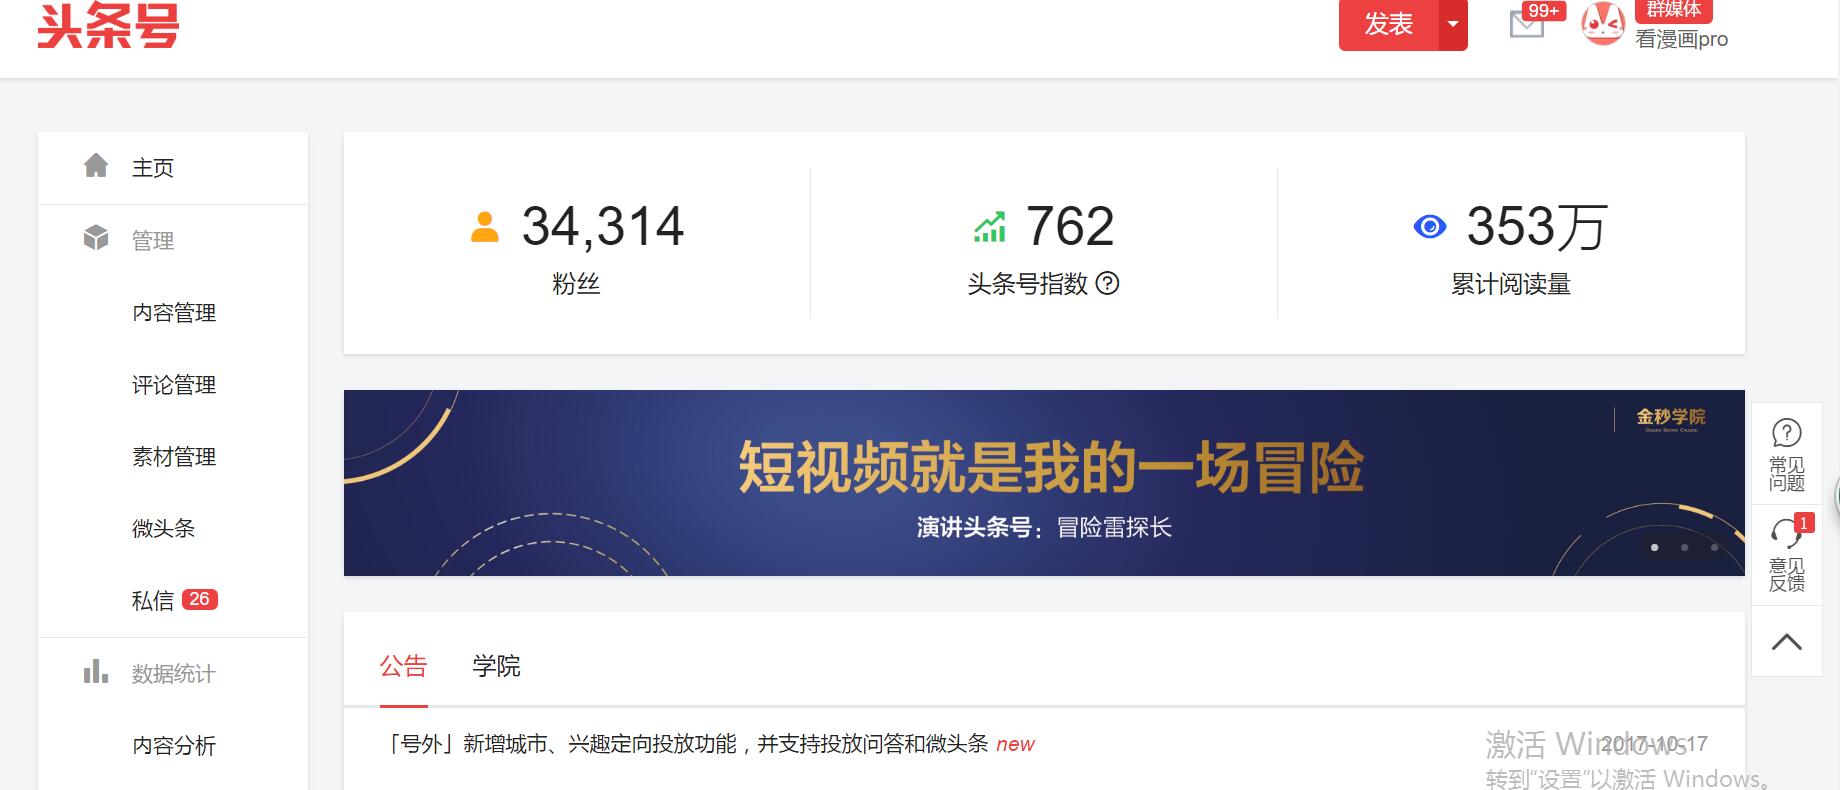 头条号
发表
99+
群媒体
看漫画pro
主页
管理
内容管理
评论管理
素材管理
微头条
私信 26
数据统计
内容分析
34,314
粉丝
762
头条号指数
353万
累计阅读量
金秒学院
短视频就是我的一场冒险
演讲头条号：冒险雷探长
常见
问题
1
意见
反馈
公告 学院
「号外」新增城市、兴趣定向投放功能，并支持投放问答和微头条 new
2017-10-17
激活 Windows
转到“设置”以激活 Windows。